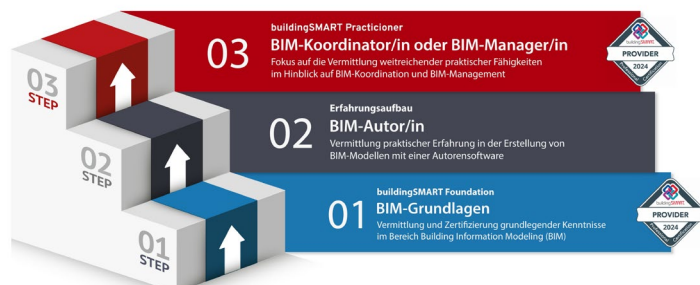 buildingSMART Practicioner
03
BIM-Koordinator/in oder BIM-Manager/in
Fokus auf die Vermittlung weitreichender praktischer Fähigkeiten
im Hinblick auf BIM-Koordination und BIM-Management
buildingSMART
PROVIDER
2024
03
STEP
Erfahrungsaufbau
02
BIM-Autor/in
Vermittlung praktischer Erfahrung in der Erstellung von
BIM-Modellen mit einer Autorensoftware
02
STEP
buildingSMART Foundation
01
BIM-Grundlagen
Vermittlung und Zertifizierung grundlegender Kenntnisse
im Bereich Building Information Modeling (BIM)
buildingSMART
PROVIDER
2024
01
STEP